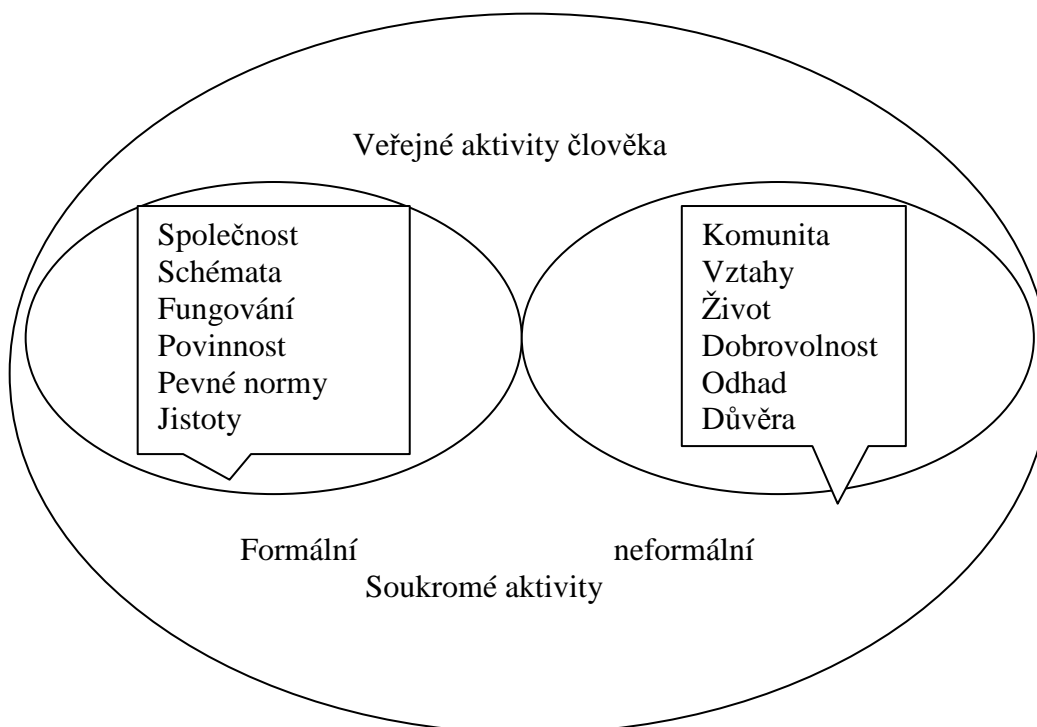 Veřejné aktivity člověka
Společnost
Schémata
Fungování
Povinnost
Pevné normy
Jistoty
Komunita
Vztahy
Život
Dobrovolnost
Odhad
Důvěra
Formální neformální
Soukromé aktivity